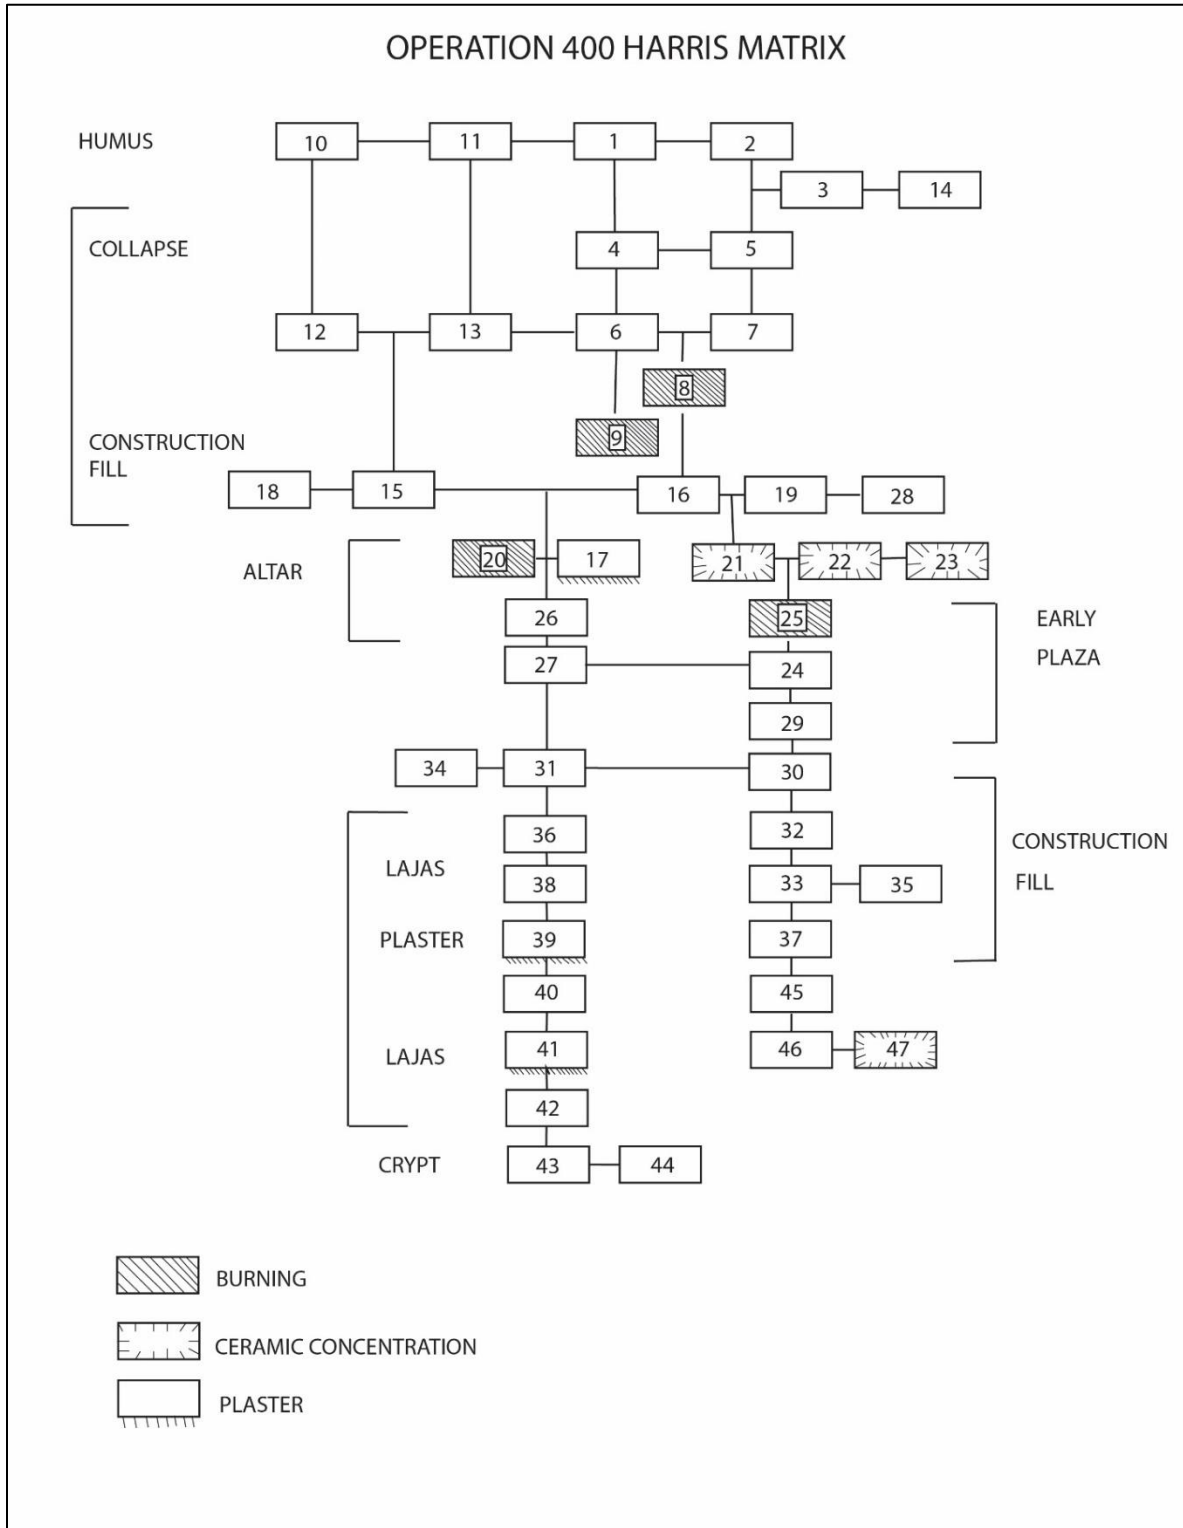 OPERATION 400 HARRIS MATRIX
HUMUS
10 11 1 2
3 14
COLLAPSE
4 5
12 13 6 7
8
9
CONSTRUCTION
FILL
18 15 16 19 28
ALTAR
20 17 21 22 23
26 25
EARLY
PLAZA
27 24
29
34 31 30
36 32
CONSTRUCTION
FILL
LAJAS
38 33 35
PLASTER
39 37
40 45
LAJAS
41 46 47
42
CRYPT
43 44
BURNING
CERAMIC CONCENTRATION
PLASTER